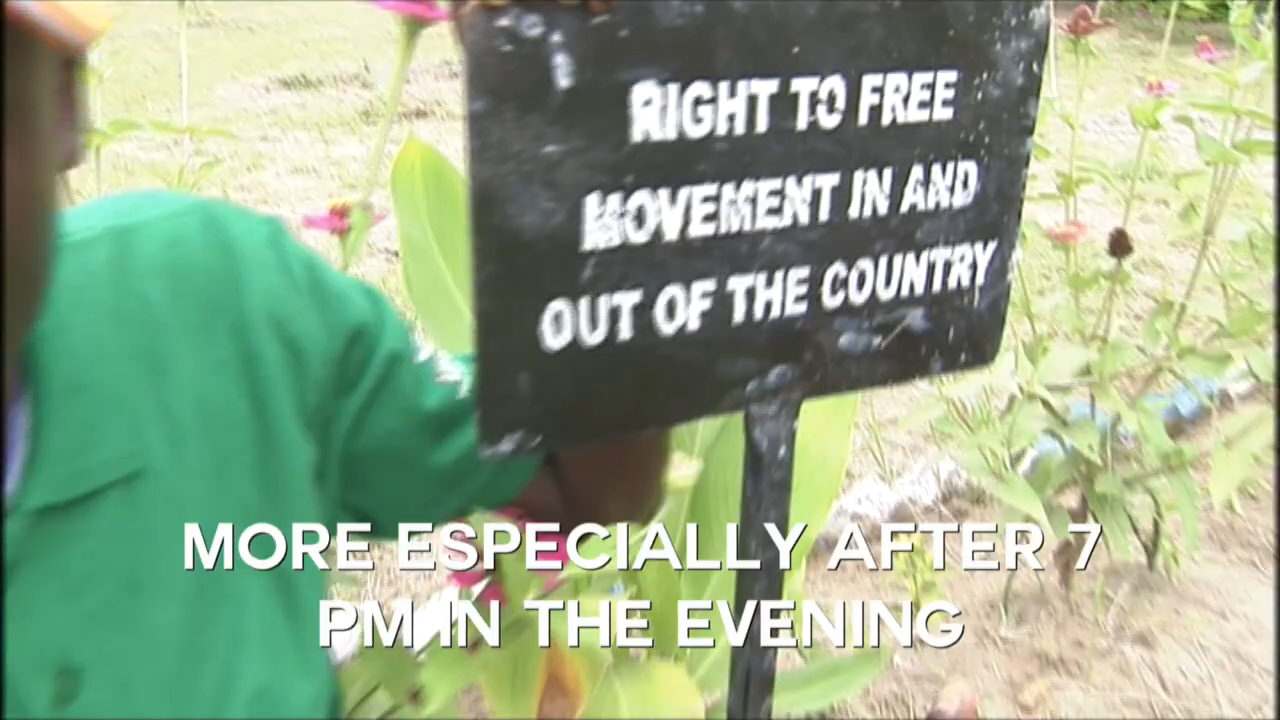 RIGHT TO FREE
MOVEMENT IN AND
OUT OF THE COUNTRY
MORE ESPECIALLY AFTER 7
PM IN THE EVENING